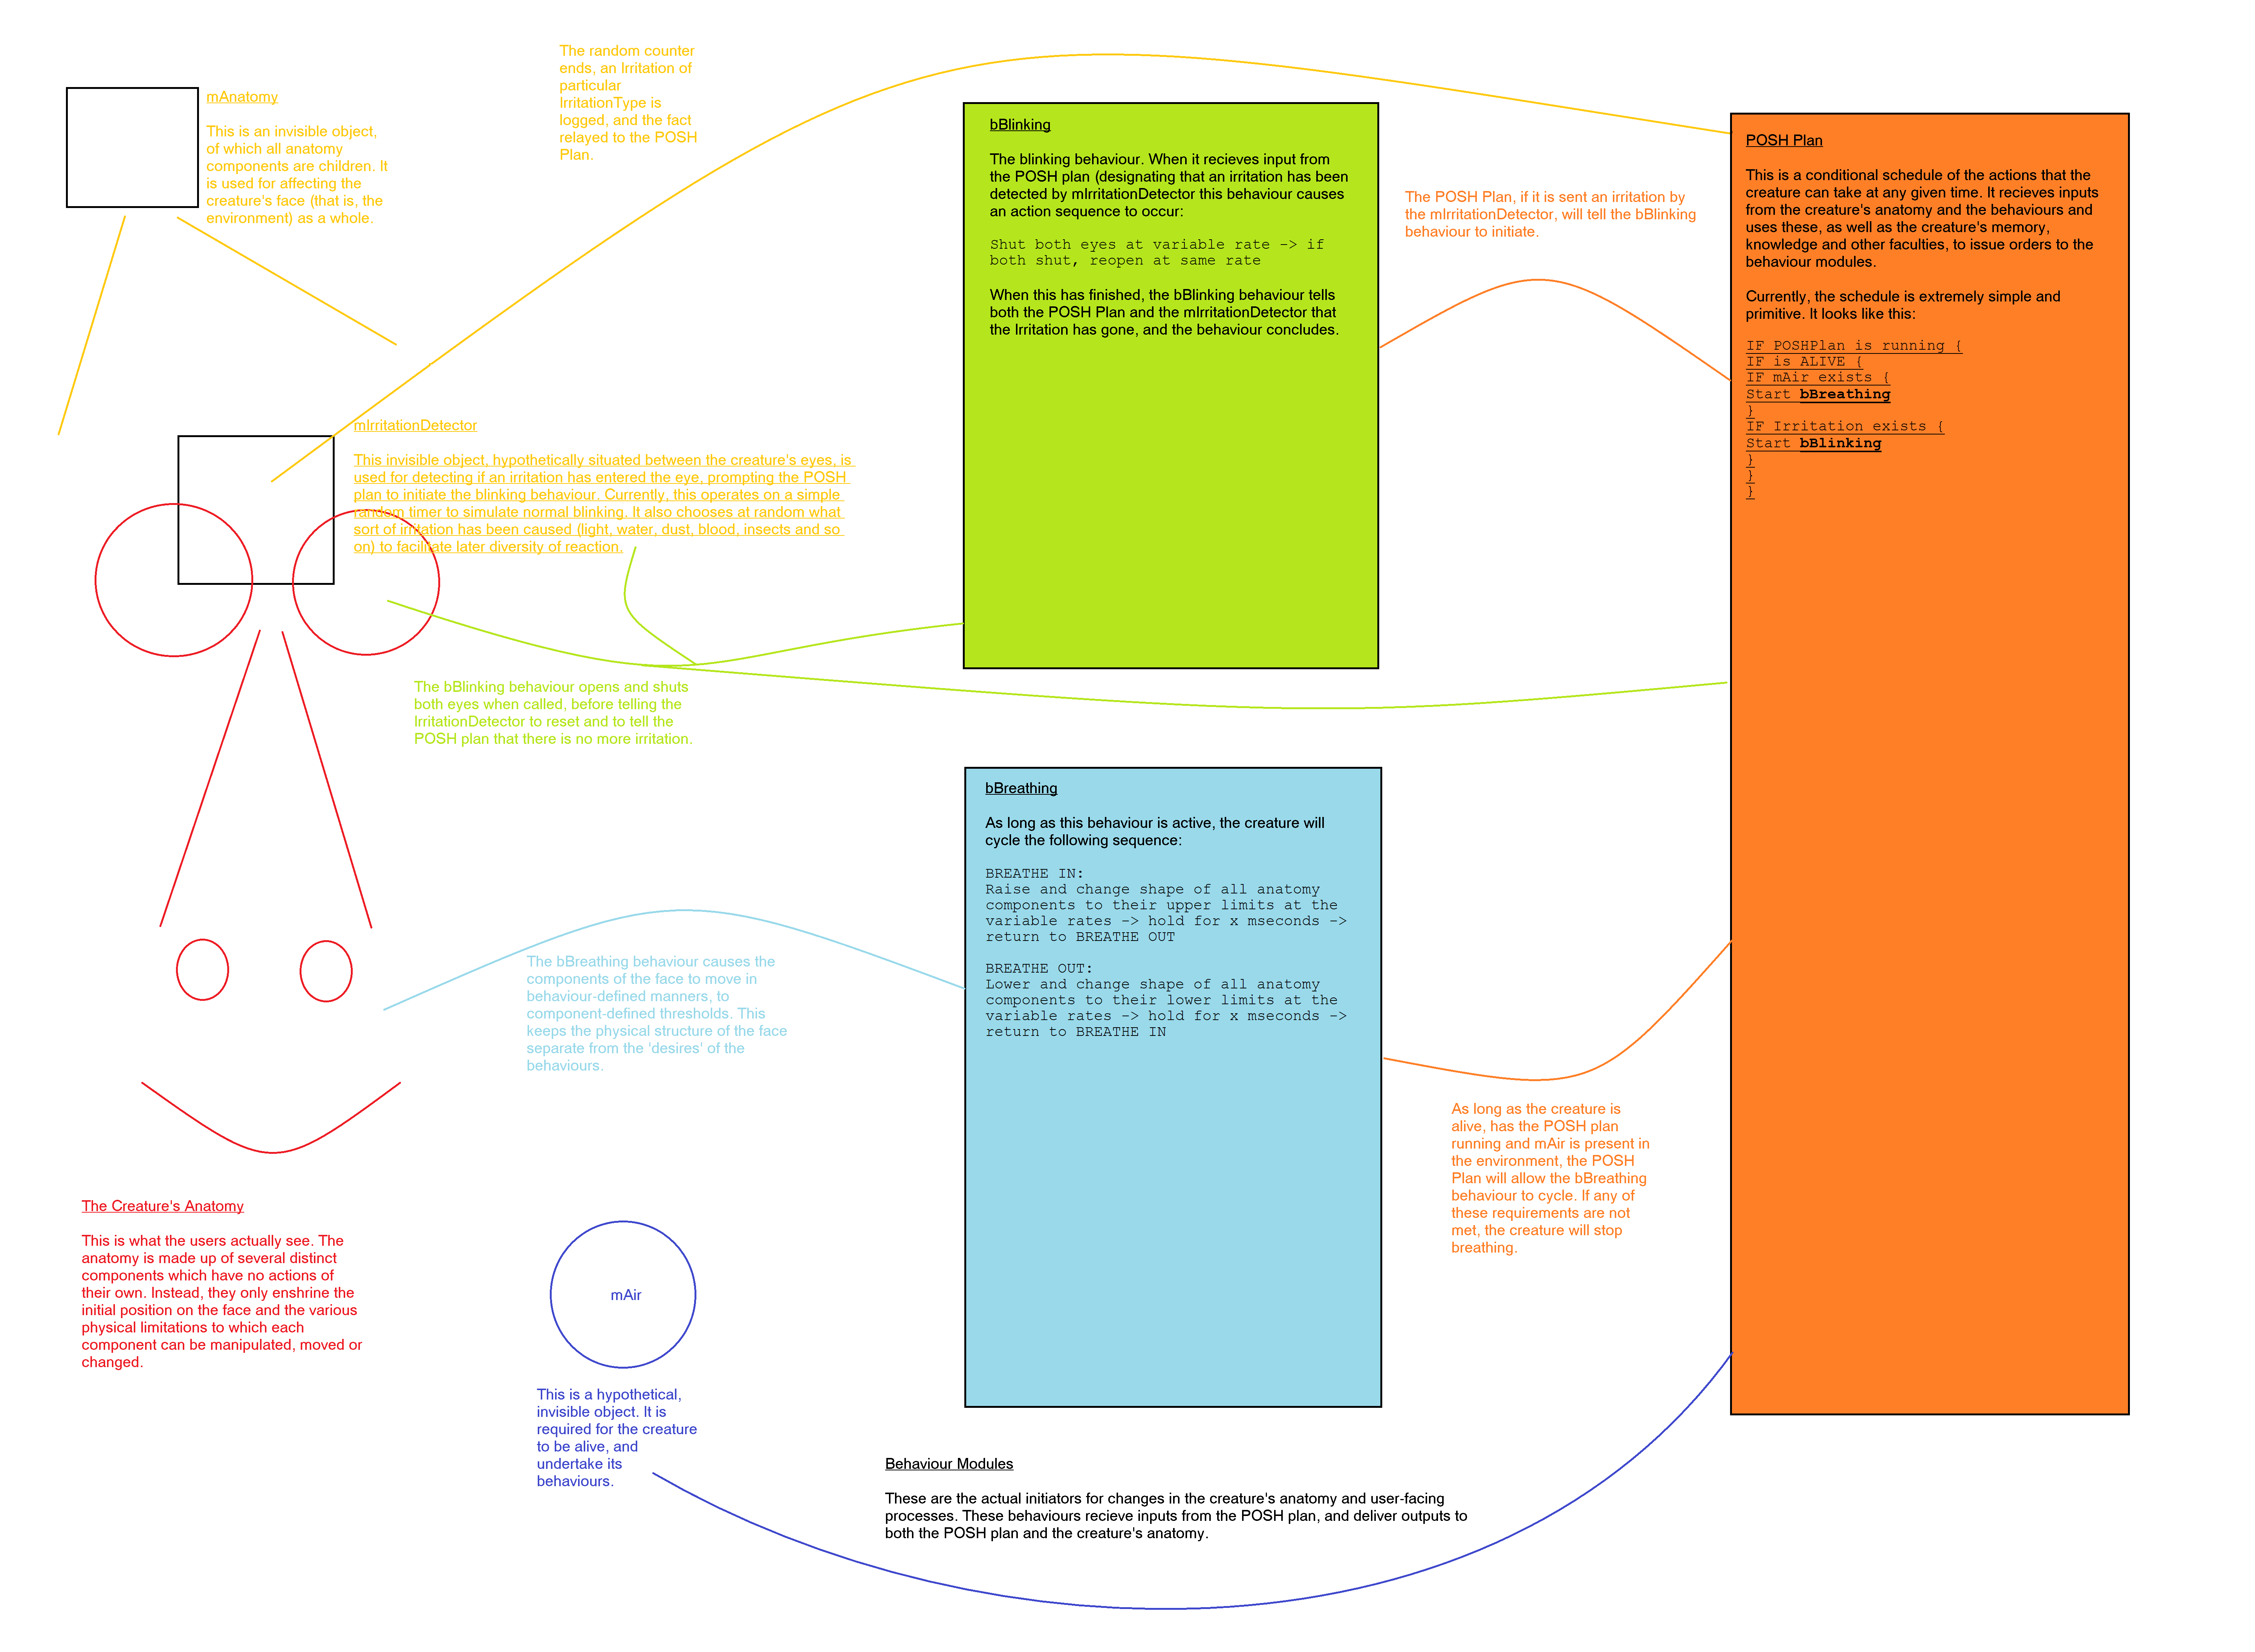 The random counter
ends, an Irritation of
particular
IrritationType is
logged, and the fact
relayed to the POSH
Plan.
mAnatomy
This is an invisible object,
of which all anatomy
components are children. It
is used for affecting the
creature's face (that is, the
environment) as a whole.
mIrritationDetector
This invisible object, hypothetically situated between the creature's eyes, is
used for detecting if an irritation has entered the eye, prompting the POSH
plan to initiate the blinking behaviour. Currently, this operates on a simple
random timer to simulate normal blinking. It also chooses at random what
sort of irritation has been caused (light, water, dust, blood, insects and so
on) to facilitate later diversity of reaction.
The bBlinking behaviour opens and shuts
both eyes when called, before telling the
IrritationDetector to reset and to tell the
POSH plan that there is no more irritation.
bBlinking
The blinking behaviour. When it recieves input from
the POSH plan (designating that an irritation has been
detected by mIrritationDetector this behaviour causes
an action sequence to occur:
Shut both eyes at variable rate -> if
both shut, reopen at same rate
When this has finished, the bBlinking behaviour tells
both the POSH Plan and the mIrritationDetector that
the Irritation has gone, and the behaviour concludes.
The POSH Plan, if it is sent an irritation by
the mIrritationDetector, will tell the bBlinking
behaviour to initiate.
POSH Plan
This is a conditional schedule of the actions that the
creature can take at any given time. It recieves inputs
from the creature's anatomy and the behaviours and
uses these, as well as the creature's memory,
knowledge and other faculties, to issue orders to the
behaviour modules.
Currently, the schedule is extremely simple and
primitive. It looks like this:
IF POSHPlan is running {
IF is ALIVE {
IF mAir exists {
Start bBreathing
}
IF Irritation exists {
Start bBlinking
}
}
}
bBreathing
As long as this behaviour is active, the creature will
cycle the following sequence:
BREATHE IN:
Raise and change shape of all anatomy
components to their upper limits at the
variable rates -> hold for x mseconds ->
return to BREATHE OUT
BREATHE OUT:
Lower and change shape of all anatomy
components to their lower limits at the
variable rates -> hold for x mseconds ->
return to BREATHE IN
The bBreathing behaviour causes the
components of the face to move in
behaviour-defined manners, to
component-defined thresholds. This
keeps the physical structure of the face
separate from the 'desires' of the
behaviours.
As long as the creature is
alive, has the POSH plan
running and mAir is present in
the environment, the POSH
Plan will allow the bBreathing
behaviour to cycle. If any of
these requirements are not
met, the creature will stop
breathing.
The Creature's Anatomy
This is what the users actually see. The
anatomy is made up of several distinct
components which have no actions of
their own. Instead, they only enshrine the
initial position on the face and the various
physical limitations to which each
component can be manipulated, moved or
changed.
mAir
This is a hypothetical,
invisible object. It is
required for the creature
to be alive, and
undertake its
behaviours.
Behaviour Modules
These are the actual initiators for changes in the creature's anatomy and user-facing
processes. These behaviours recieve inputs from the POSH plan, and deliver outputs to
both the POSH plan and the creature's anatomy.